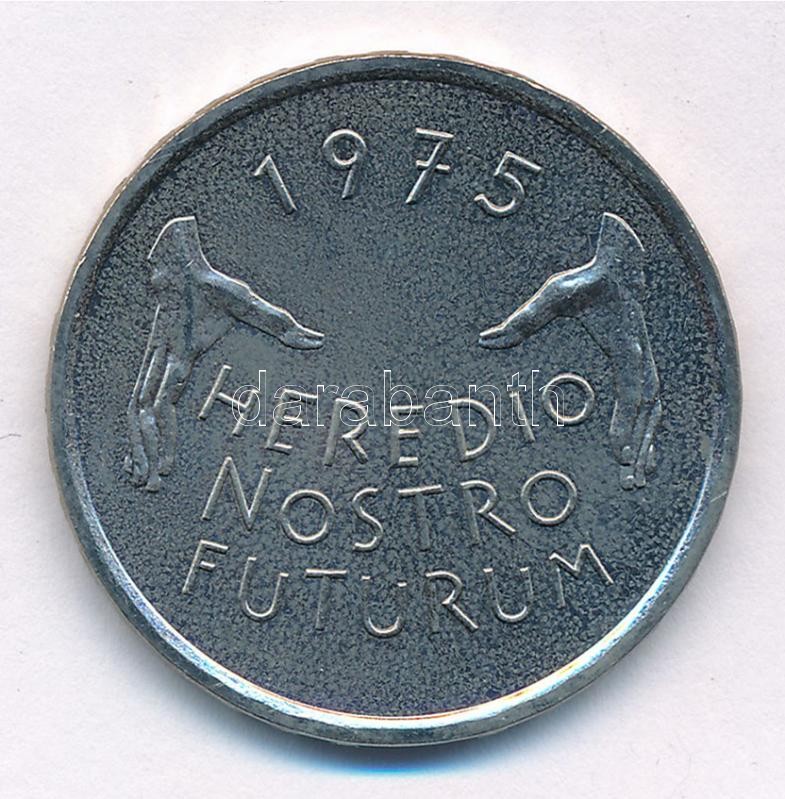 1975
HEREDIO
darabanth
NOSTRO
FUTURUM